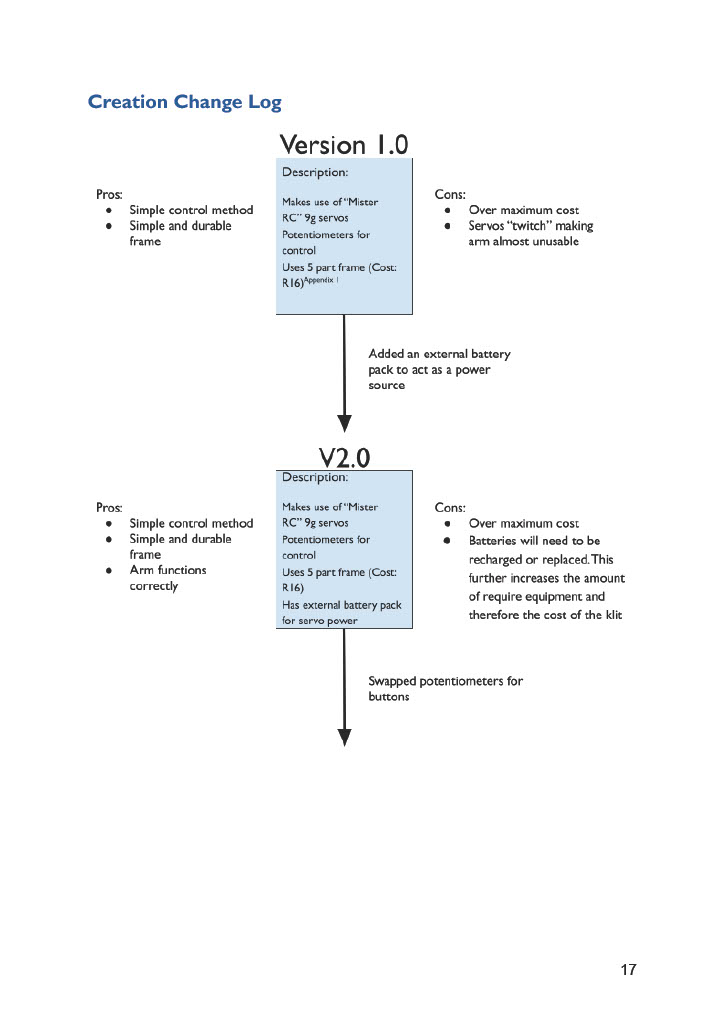 Creation Change Log
Version 1.0
Pros:
● Simple control method
● Simple and durable
frame
Description:
Makes use of “Mister
RC” 9g servos
Potentiometers for
control
Uses 5 part frame (Cost:
R16)Appendix 1
Cons:
● Over maximum cost
● Servos “twitch” making
arm almost unusable
Added an external battery
pack to act as a power
source
V2.0
Pros:
● Simple control method
● Simple and durable
frame
● Arm functions
correctly
Description:
Makes use of “Mister
RC” 9g servos
Potentiometers for
control
Uses 5 part frame (Cost:
R16)
Has external battery pack
for servo power
Cons:
● Over maximum cost
● Batteries will need to be
recharged or replaced. This
further increases the amount
of require equipment and
therefore the cost of the klit
Swapped potentiometers for
buttons
17